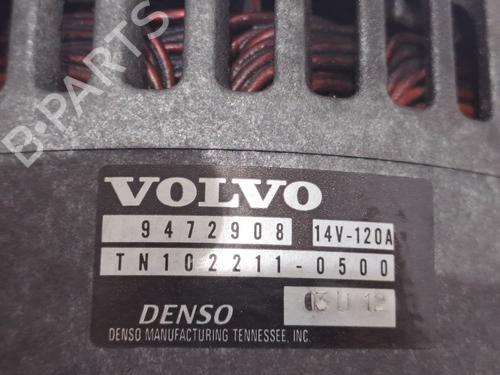 B-PARTS
VOLVO
9472908 14V-120A
TN102211-0500
DENSO
DENSO MANUFACTURING TENNESSEE, INC.